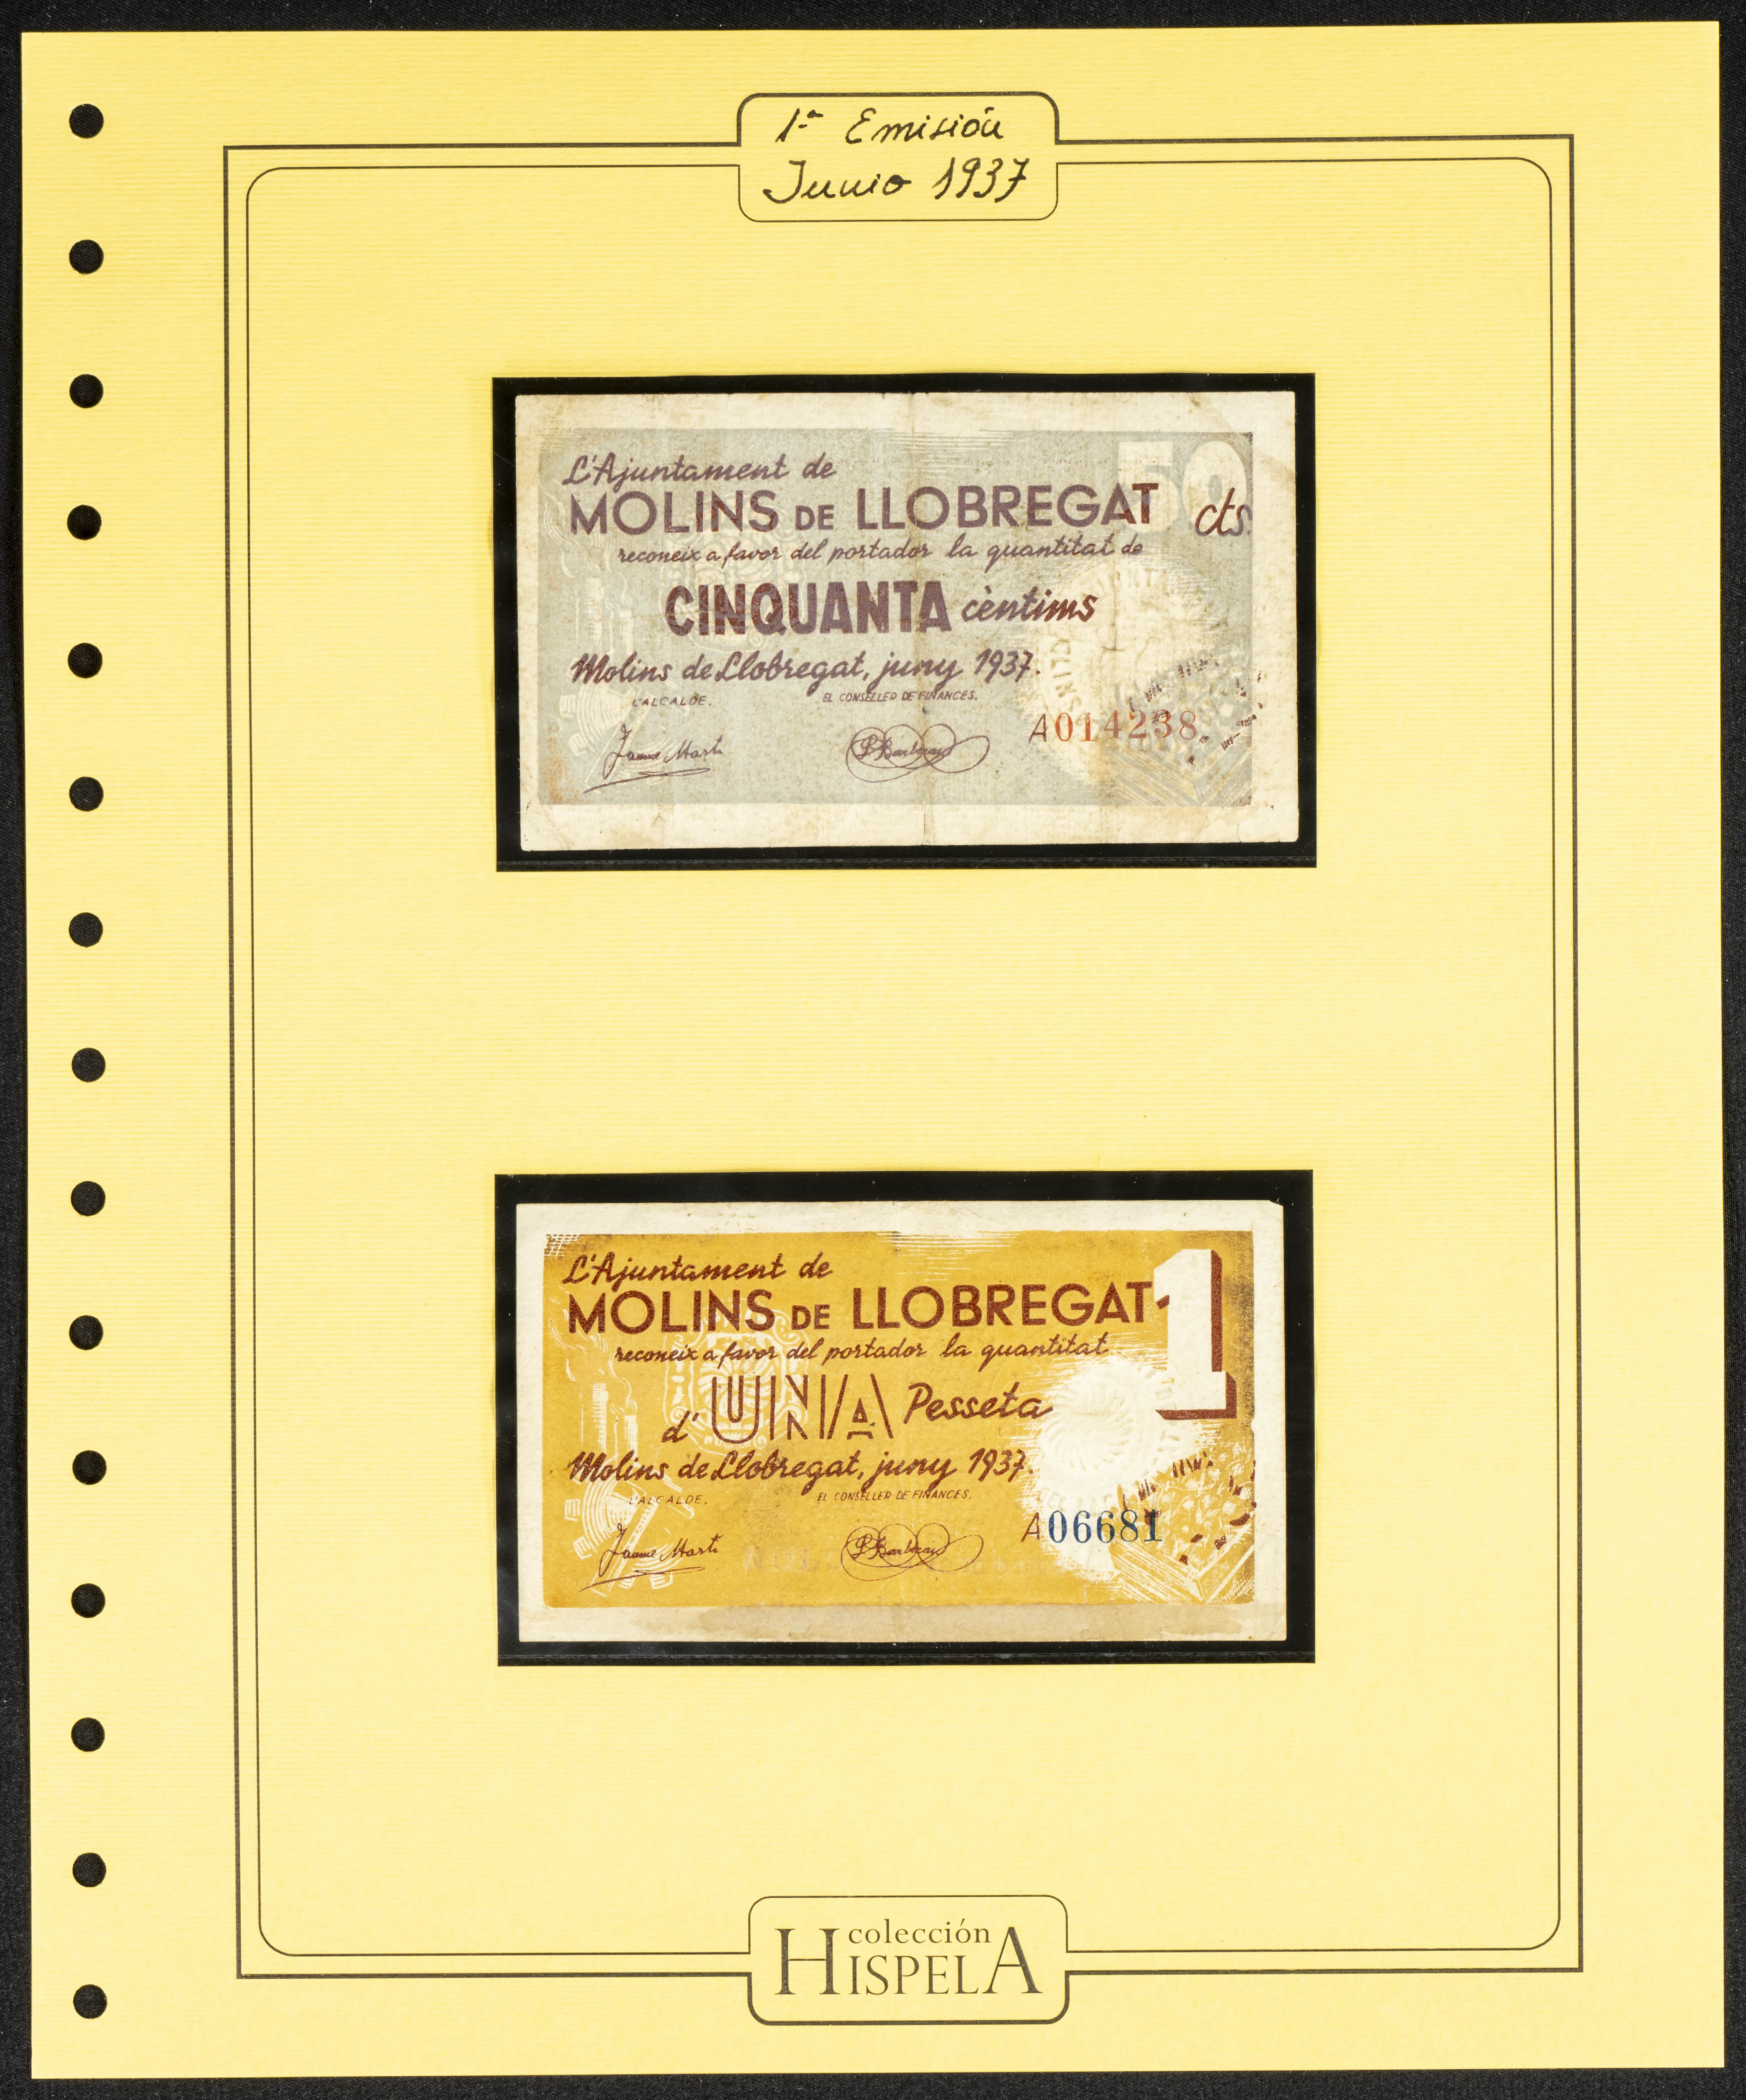 1ª Emisión
Junio 1937
L'Ajuntament de
50
MOLINS DE LLOBREGAT cts.
reconeix a favor del portador la quantitat de
CINQUANTA cèntims
Molins de Llobregat, juny 1937.
L'ALCALDE. EL CONSELLER DE FINANCES.
Jaume Martí
A014238
L'Ajuntament de
MOLINS DE LLOBREGAT 1
reconeix a favor del portador la quantitat
d'UNA Pesseta
Molins de Llobregat, juny 1937.
L'ALCALDE. EL CONSELLER DE FINANCES.
A06681
Jaume Martí
colección
HISPELA